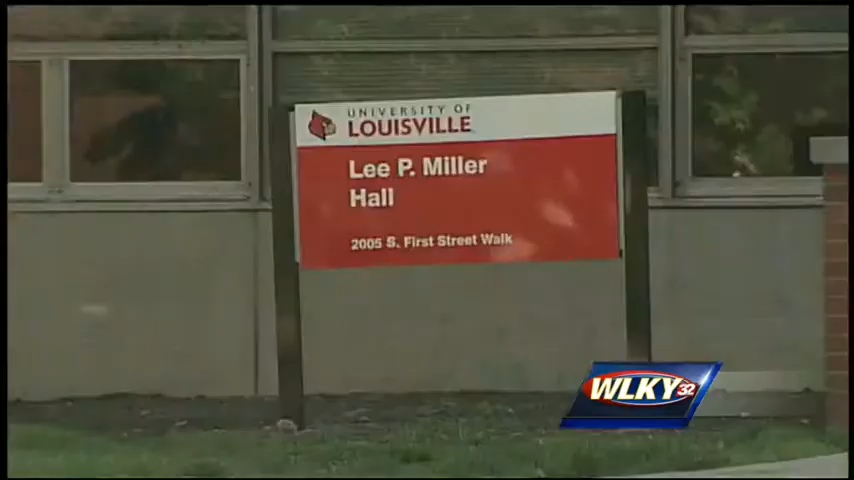 UNIVERSITY OF
LOUISVILLE
Lee P. Miller
Hall
2005 S. First Street Walk
WLKY 32